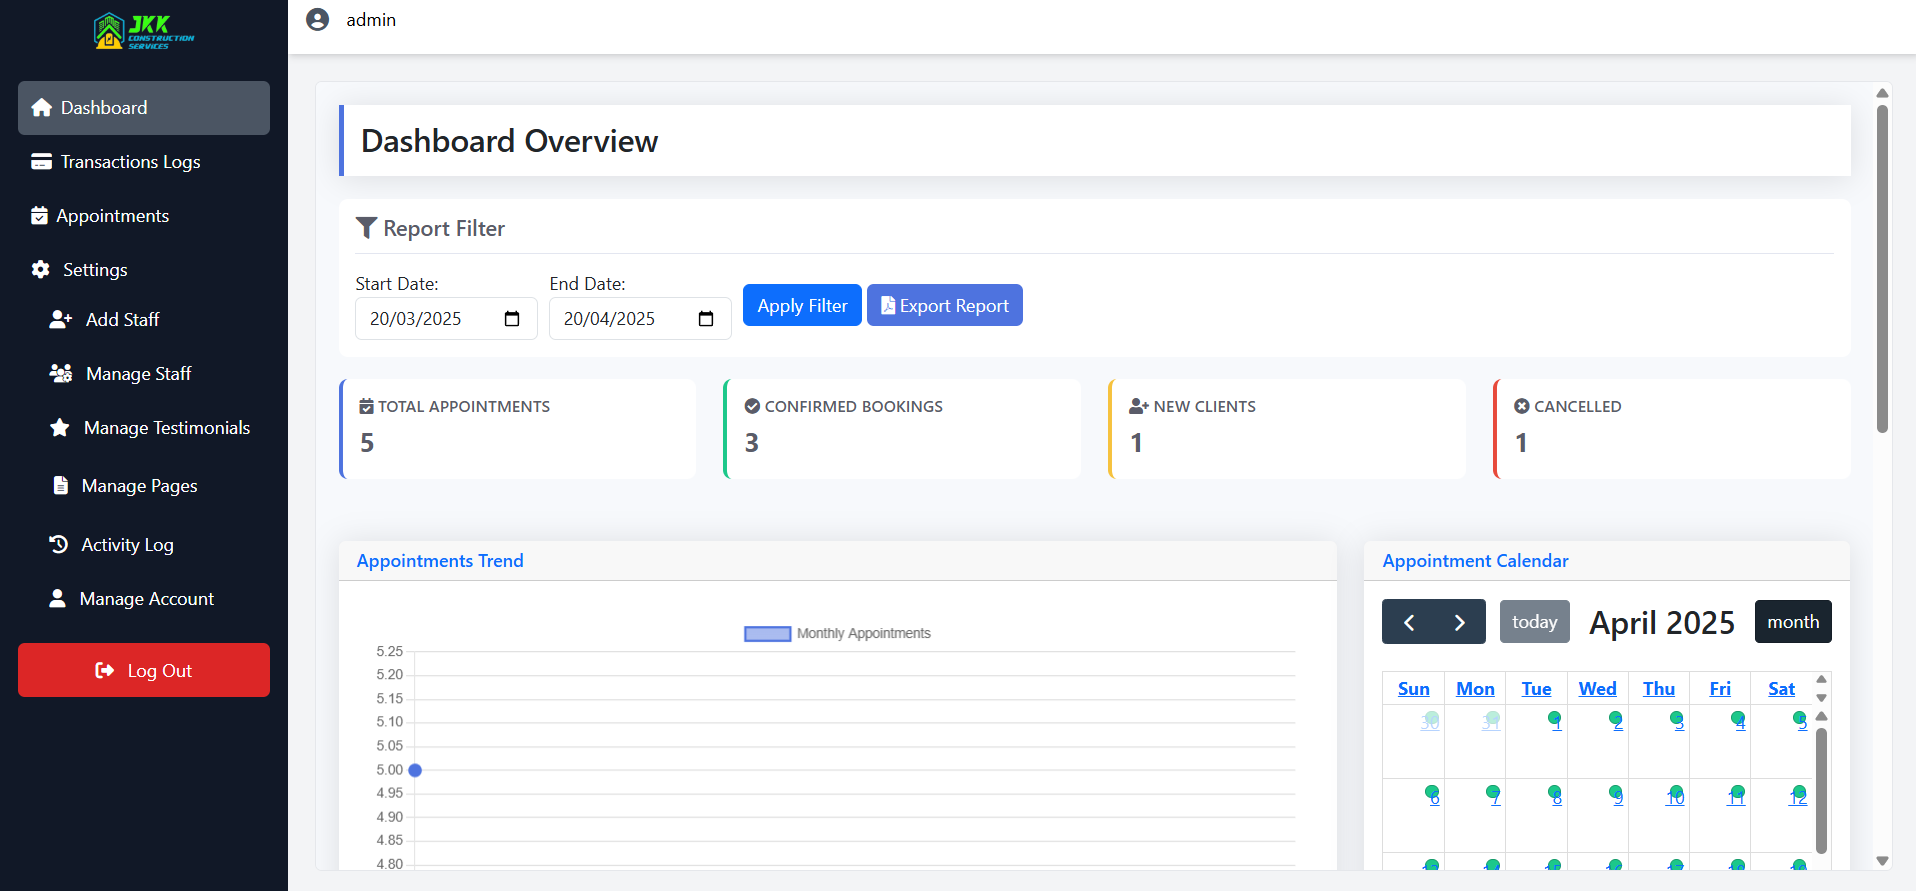 JKK
CONSTRUCTION
SERVICES
admin
Dashboard
Transactions Logs
Appointments
Settings
Add Staff
Manage Staff
Manage Testimonials
Manage Pages
Activity Log
Manage Account
Log Out
Dashboard Overview
Report Filter
Start Date:
End Date:
20/03/2025
20/04/2025
Apply Filter
Export Report
TOTAL APPOINTMENTS
5
CONFIRMED BOOKINGS
3
NEW CLIENTS
1
CANCELLED
1
Appointments Trend
Monthly Appointments
5.25
5.20
5.15
5.10
5.05
5.00
4.95
4.90
4.85
4.80
Appointment Calendar
today
April 2025
month
Sun Mon Tue Wed Thu Fri Sat
30 31 1 2 3 4 5
6 7 8 9 10 11 12